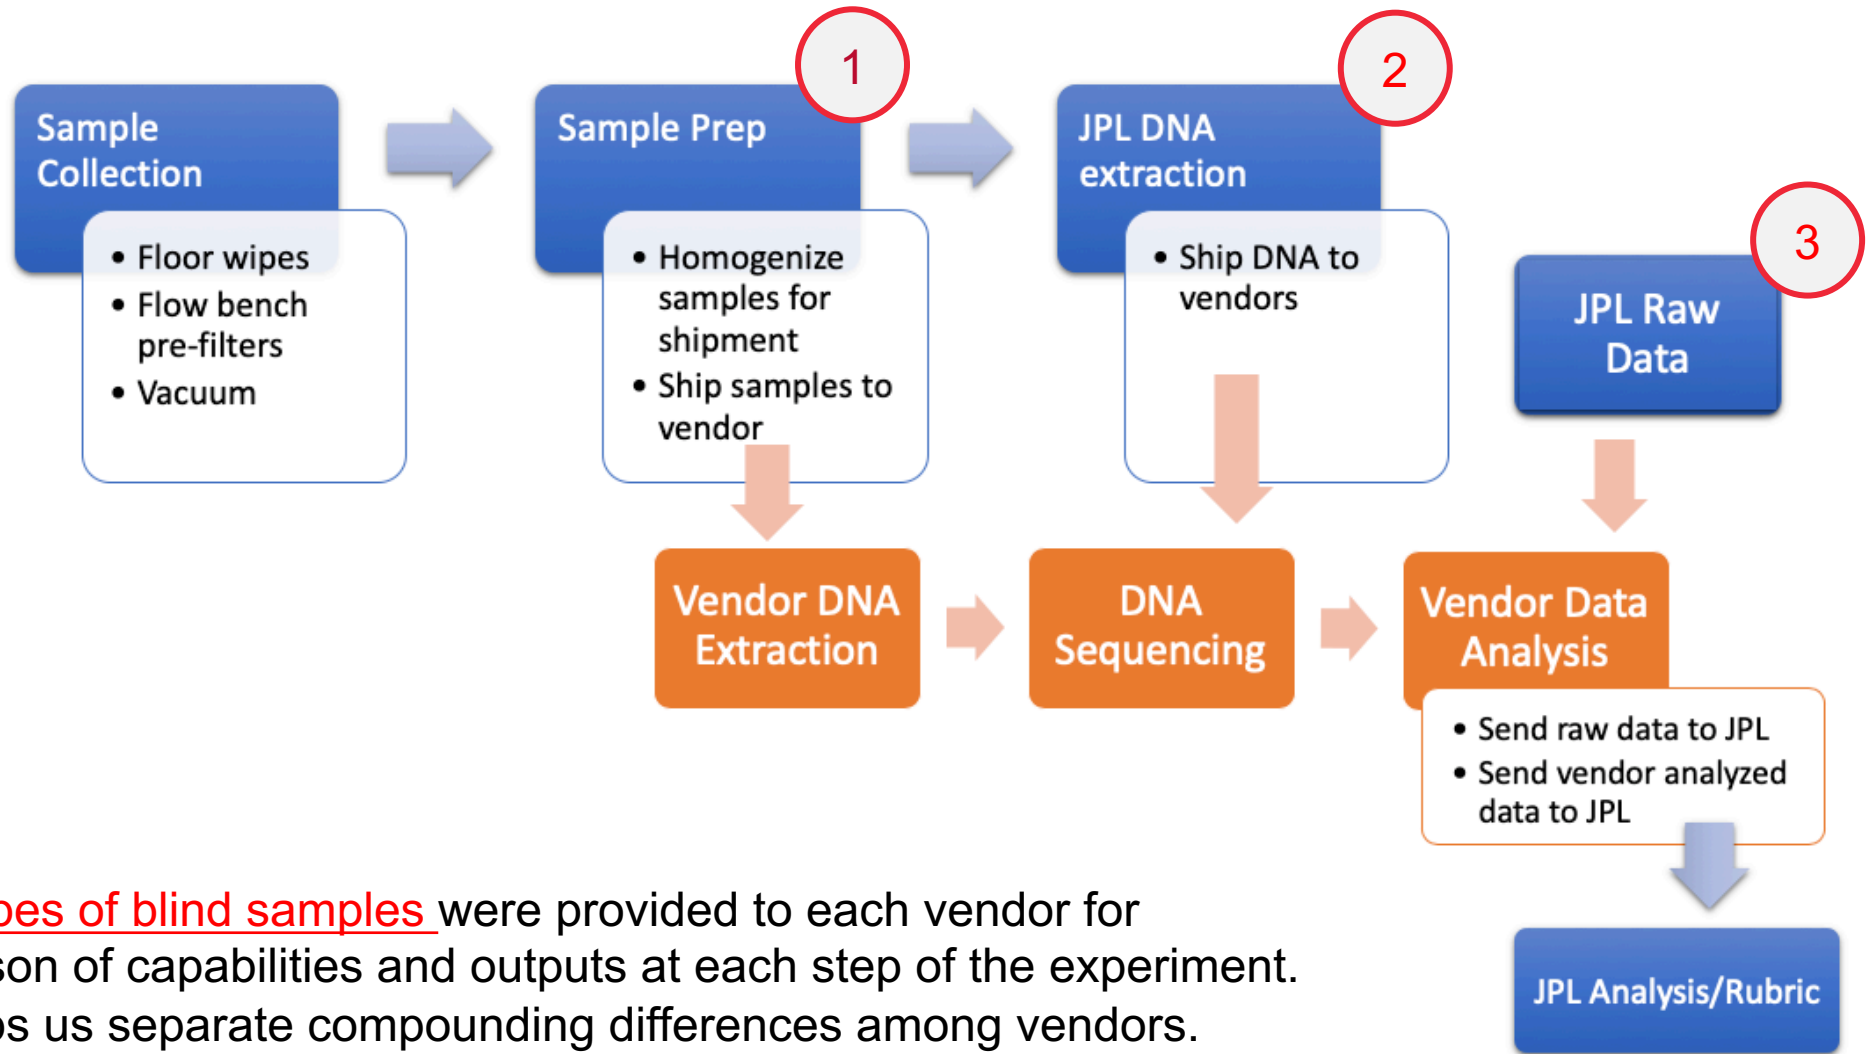 1
2
3
Sample
Collection
• Floor wipes
• Flow bench
pre-filters
• Vacuum
Sample Prep
• Homogenize
samples for
shipment
• Ship samples to
vendor
JPL DNA
extraction
• Ship DNA to
vendors
JPL Raw
Data
Vendor DNA
Extraction
DNA
Sequencing
Vendor Data
Analysis
• Send raw data to JPL
• Send vendor analyzed
data to JPL
JPL Analysis/Rubric
of blind samples were provided to each vendor for
of capabilities and outputs at each step of the experiment.
us separate compounding differences among vendors.